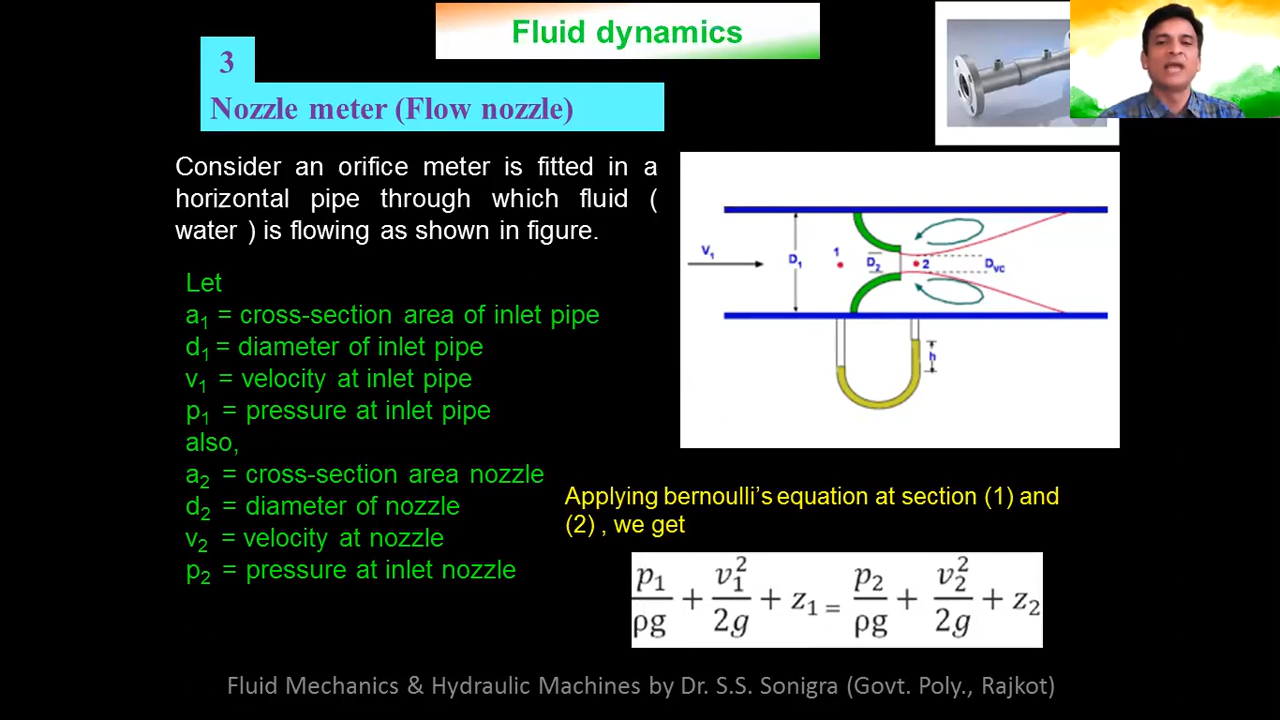 Fluid dynamics
3
Nozzle meter (Flow nozzle)
Consider an orifice meter is fitted in a
horizontal pipe through which fluid (
water ) is flowing as shown in figure.
Let
a₁ = cross-section area of inlet pipe
d₁ = diameter of inlet pipe
v₁ = velocity at inlet pipe
p₁ = pressure at inlet pipe
also,
a₂ = cross-section area nozzle
d₂ = diameter of nozzle
v₂ = velocity at nozzle
p₂ = pressure at inlet nozzle
V₁
D₁
1
D₂
2
Dvc
h
Applying bernoulli’s equation at section (1) and
(2) , we get
p₁/ρg + v₁²/2g + z₁ = p₂/ρg + v₂²/2g + z₂
Fluid Mechanics & Hydraulic Machines by Dr. S.S. Sonigra (Govt. Poly., Rajkot)